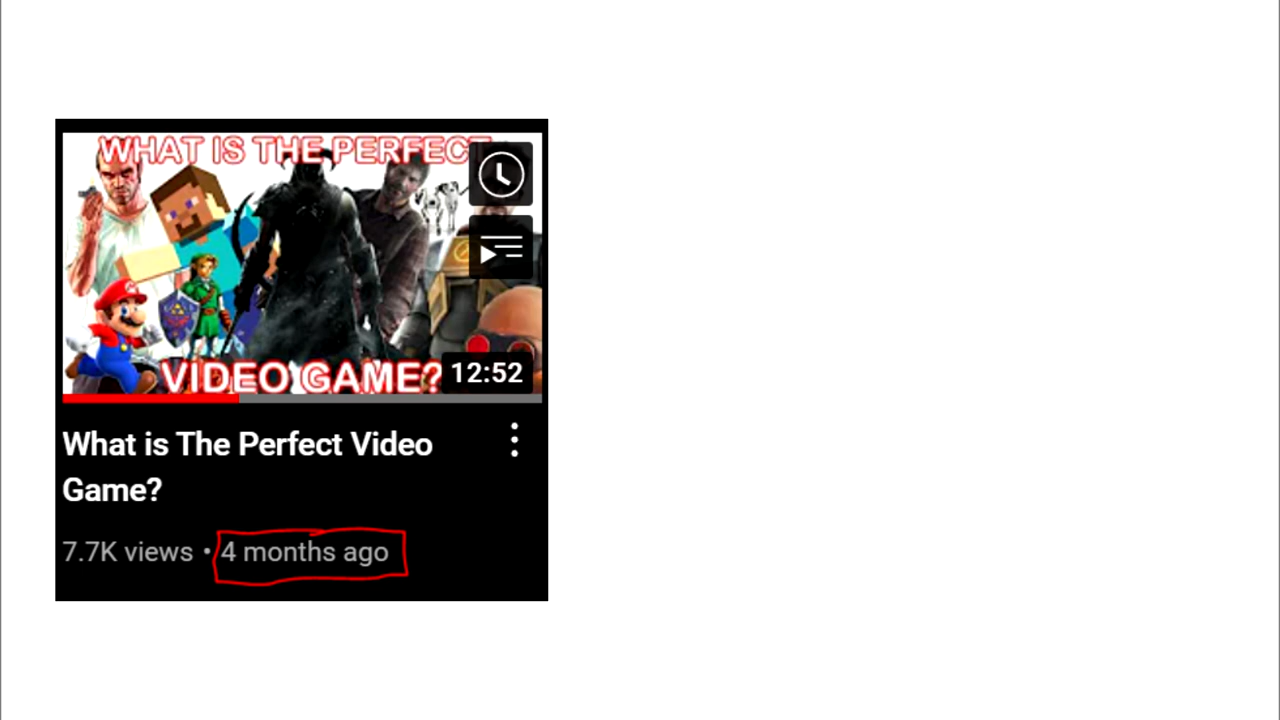 WHAT IS THE PERFECT
VIDEO GAME?
12:52
What is The Perfect Video
Game?
7.7K views • 4 months ago